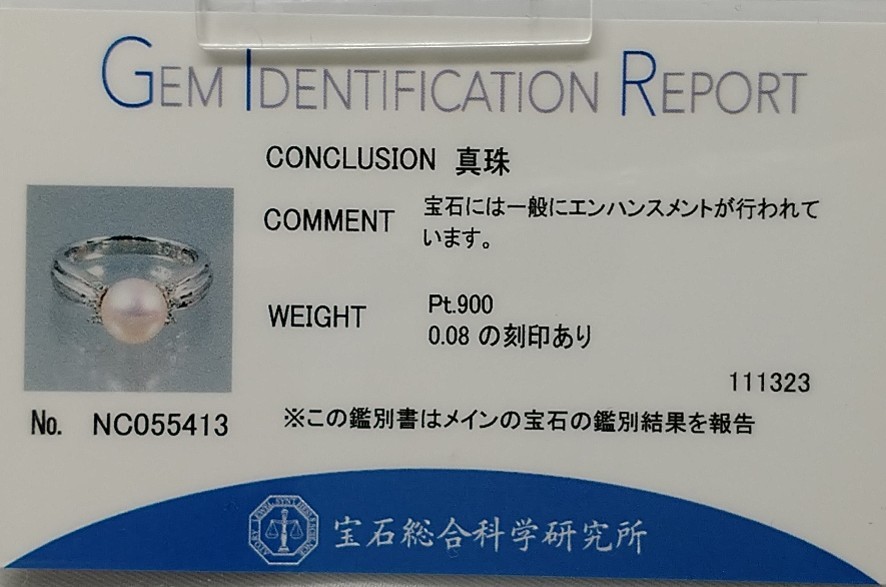 GEM IDENTIFICATION REPORT
CONCLUSION 真珠
COMMENT 宝石には一般にエンハンスメントが行われて
います。
WEIGHT Pt.900
0.08 の刻印あり
111323
No. NC055413
※この鑑別書はメインの宝石の鑑別結果を報告
宝石総合科学研究所